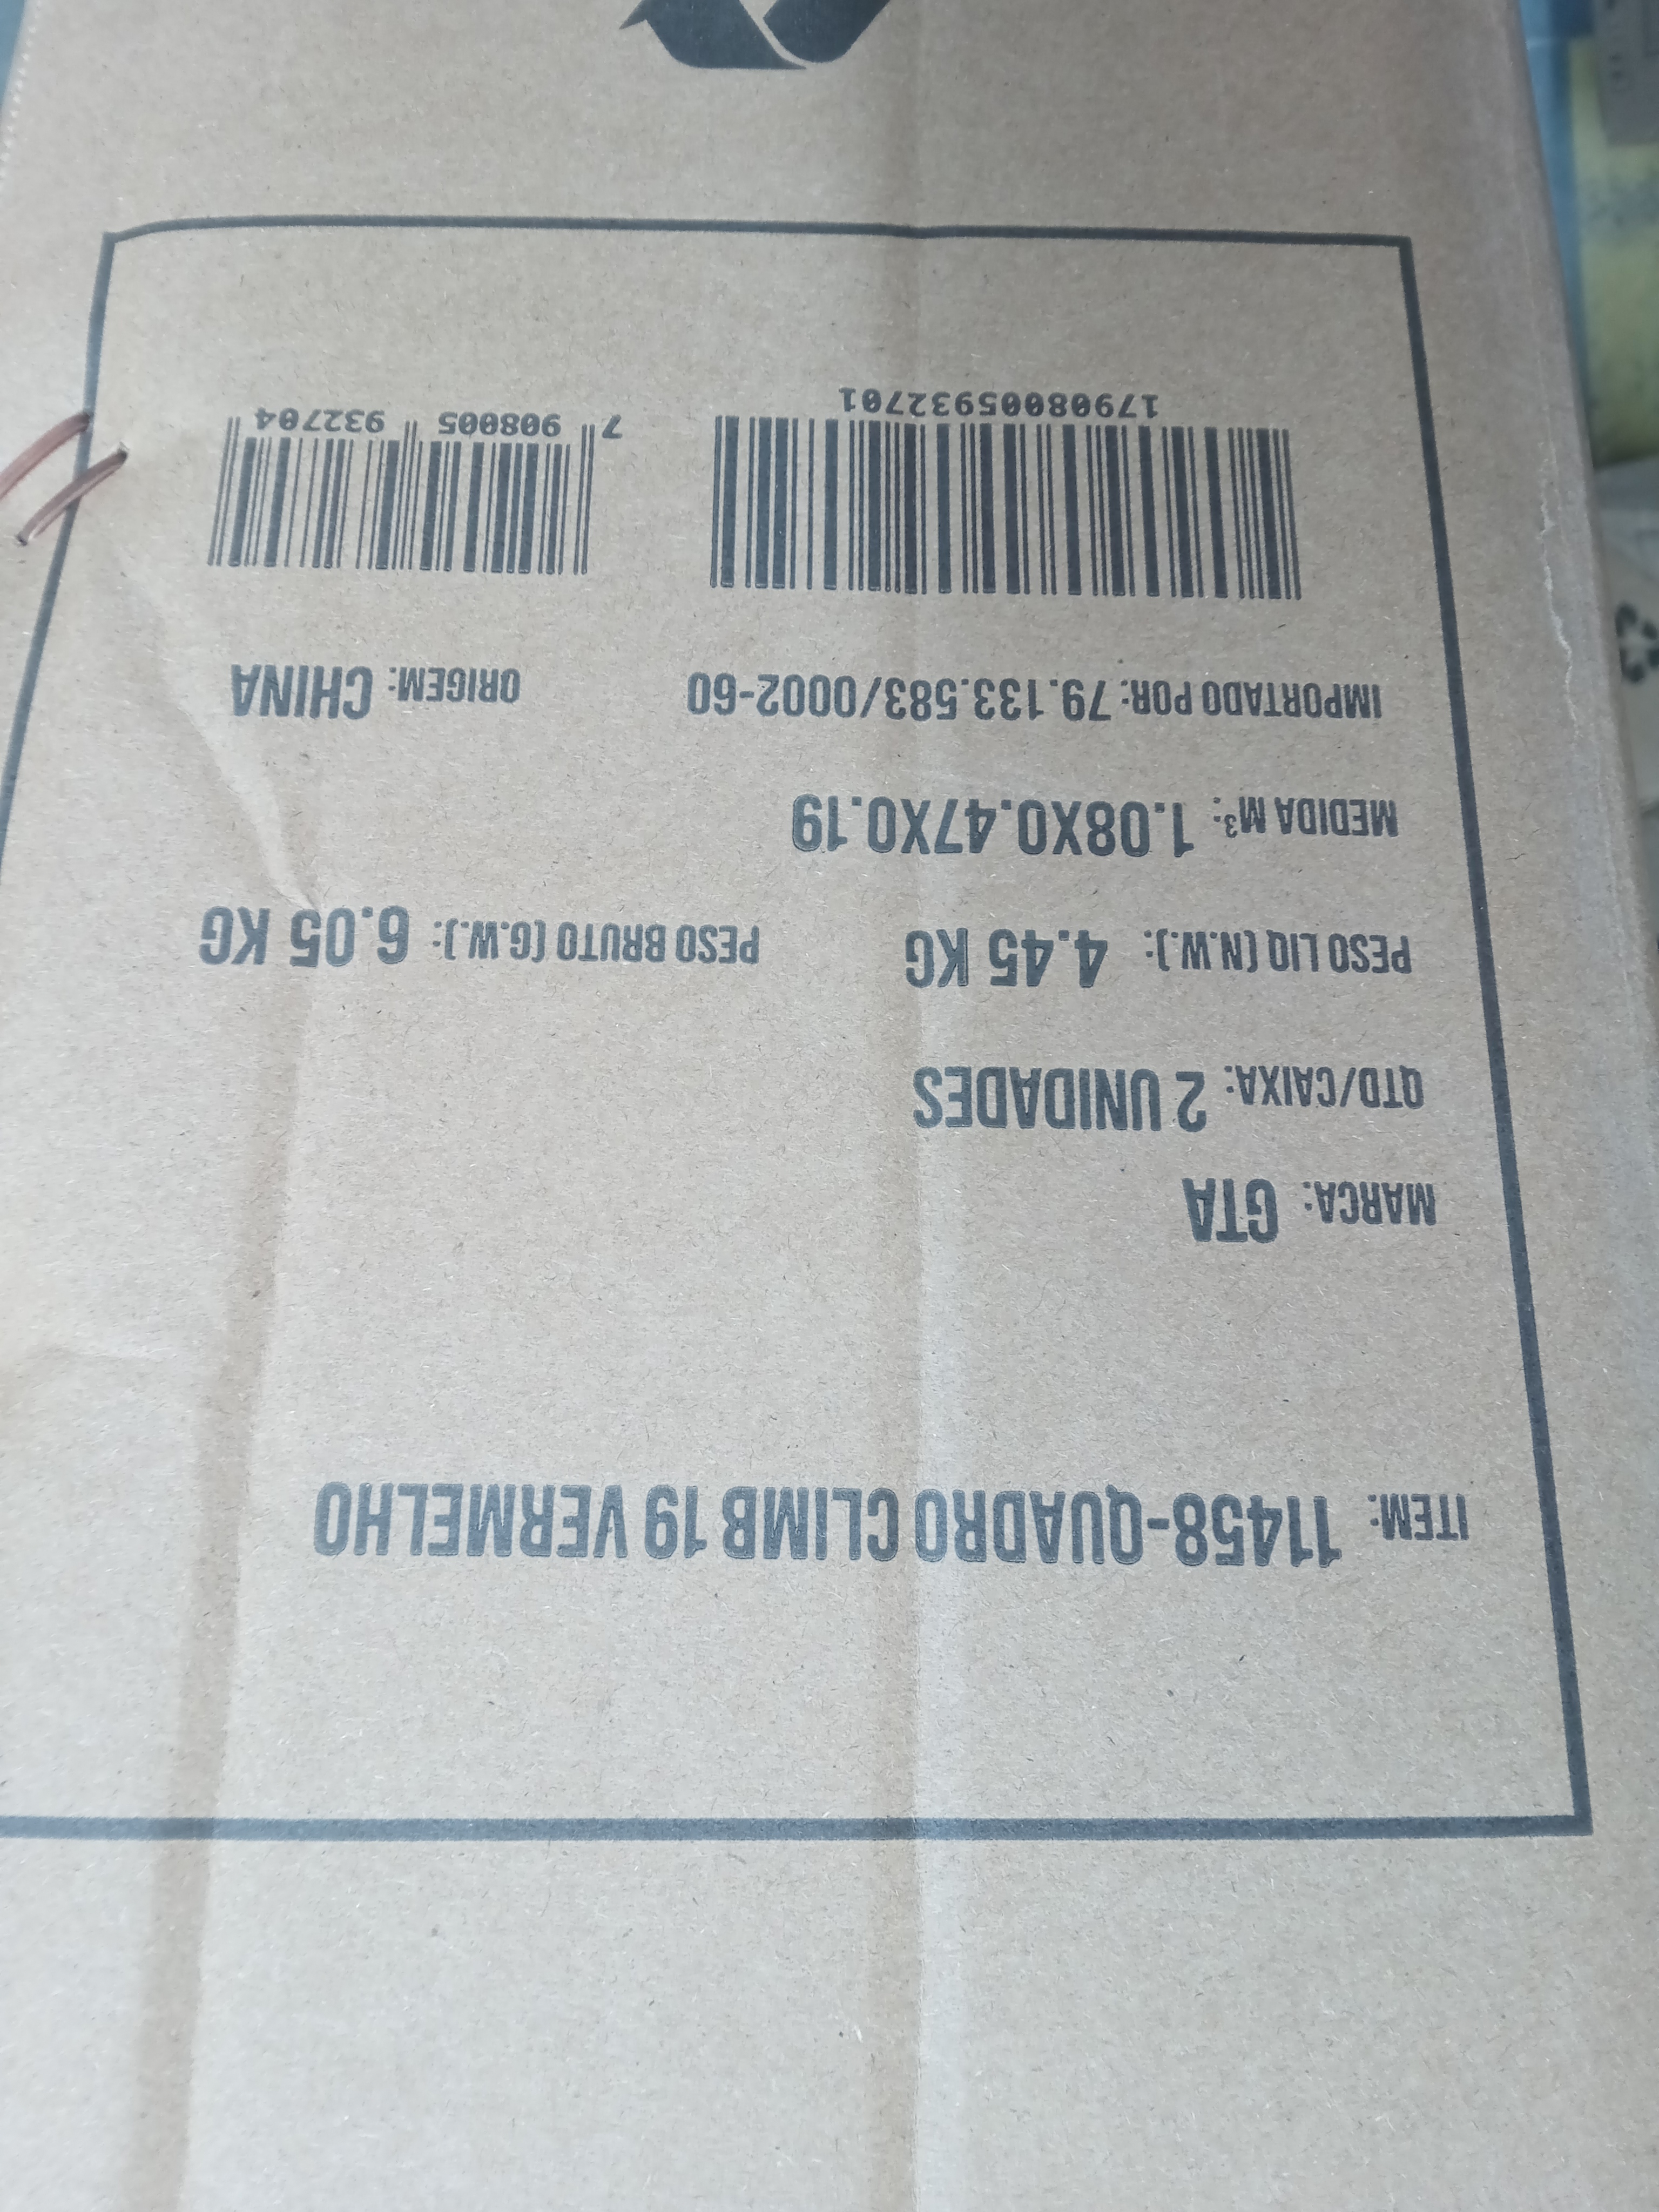 ITEM: 11458-QUADRO CLIMB 19 VERMELHO
MARCA: GTA
QTD/CAIXA: 2 UNIDADES
PESO LIQ (N.W.): 4.45 KG PESO BRUTO (G.W.): 6.05 KG
MEDIDA M³: 1.08X0.47X0.19
IMPORTADO POR: 79.133.583/0002-60 ORIGEM: CHINA
17908005932701 7 908005 932704